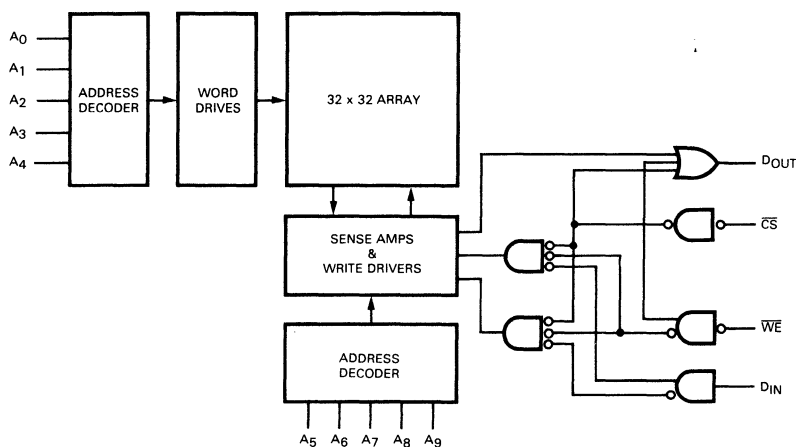 A0
A1
A2
A3
A4
ADDRESS
DECODER
WORD
DRIVES
32 x 32 ARRAY
SENSE AMPS
&
WRITE DRIVERS
ADDRESS
DECODER
A5 A6 A7 A8 A9
DOUT
CS
WE
DIN